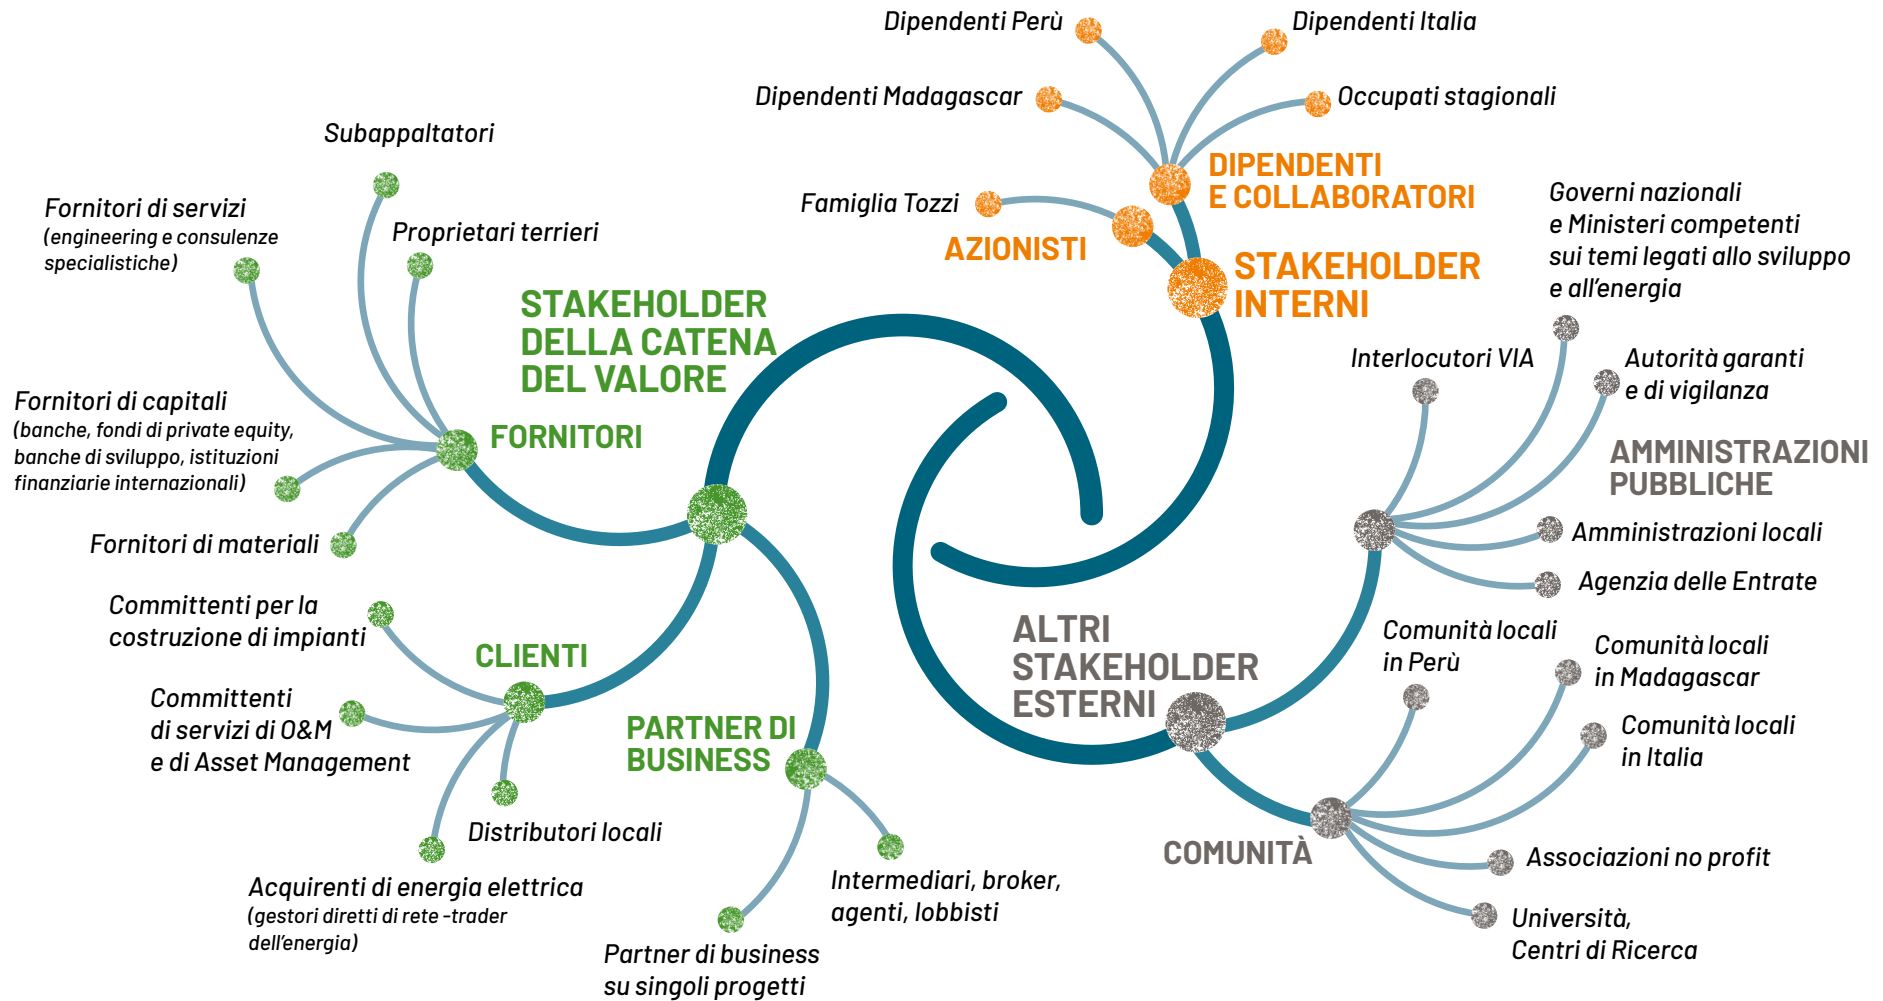 Dipendenti Perù
Dipendenti Italia
Dipendenti Madagascar
Occupati stagionali
DIPENDENTI
E COLLABORATORI
Famiglia Tozzi
AZIONISTI
STAKEHOLDER
INTERNI
Subappaltatori
Fornitori di servizi
(engineering e consulenze
specialistiche)
Proprietari terrieri
STAKEHOLDER
DELLA CATENA
DEL VALORE
Fornitori di capitali
(banche, fondi di private equity,
banche di sviluppo, istituzioni
finanziarie internazionali)
FORNITORI
Fornitori di materiali
Committenti per la
costruzione di impianti
CLIENTI
Committenti
di servizi di O&M
e di Asset Management
Distributori locali
Acquirenti di energia elettrica
(gestori diretti di rete -trader
dell'energia)
PARTNER DI
BUSINESS
Intermediari, broker,
agenti, lobbisti
Partner di business
su singoli progetti
Governi nazionali
e Ministeri competenti
sui temi legati allo sviluppo
e all'energia
Interlocutori VIA
Autorità garanti
e di vigilanza
AMMINISTRAZIONI
PUBBLICHE
Amministrazioni locali
Agenzia delle Entrate
ALTRI
STAKEHOLDER
ESTERNI
Comunità locali
in Perù
Comunità locali
in Madagascar
Comunità locali
in Italia
COMUNITÀ
Associazioni no profit
Università,
Centri di Ricerca